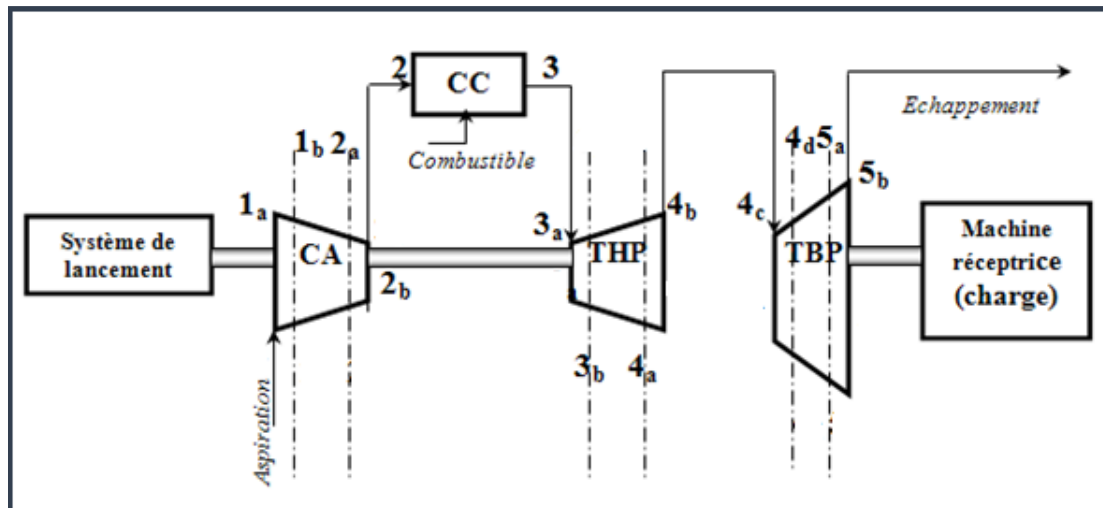 2
CC
3
Echappement
Combustible
1b 2a
4d 5a
1a
3a
4b
4c
5b
Système de
lancement
CA
THP
TBP
Machine
réceptrice
(charge)
2b
a
3b
4a
Aspiration